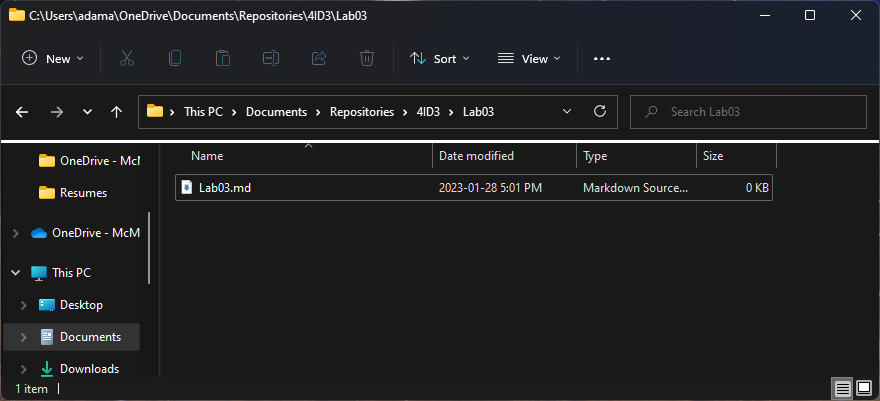 C:\Users\adama\OneDrive\Documents\Repositories\4ID3\Lab03
New Sort View
This PC Documents Repositories 4ID3 Lab03 Search Lab03
Name Date modified Type Size
OneDrive - McM
Lab03.md 2023-01-28 5:01 PM Markdown Source... 0 KB
Resumes
OneDrive - McM
This PC
Desktop
Documents
Downloads
1 item